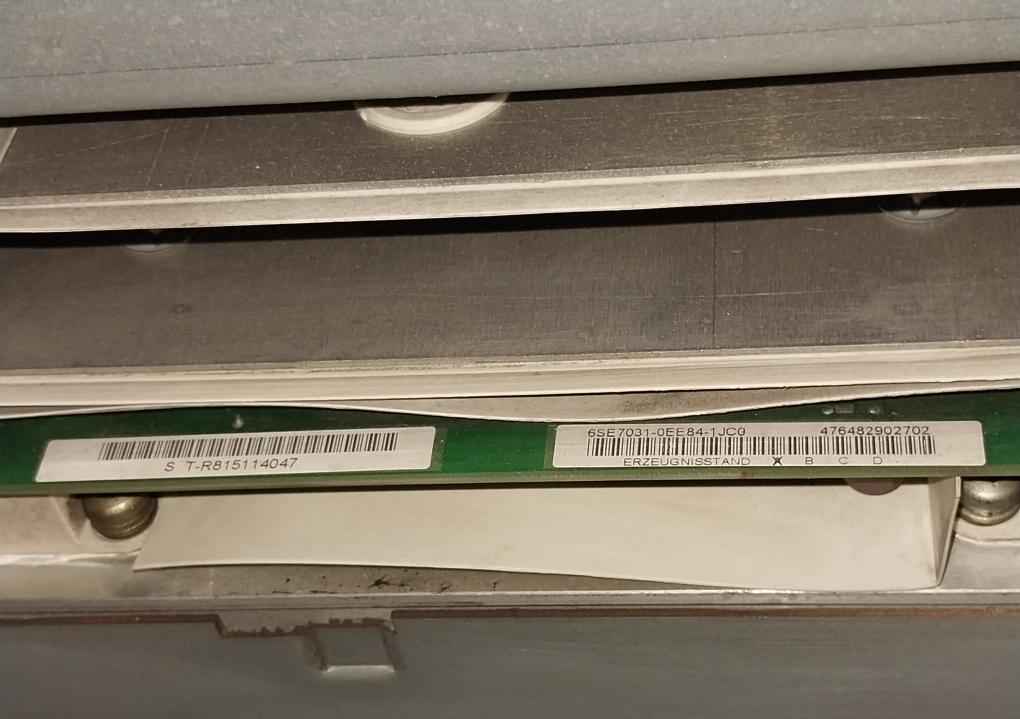 S T-R815114047
6SE7031-0EE84-1JC0 476482902702
ERZEUGNISSTAND X B C D